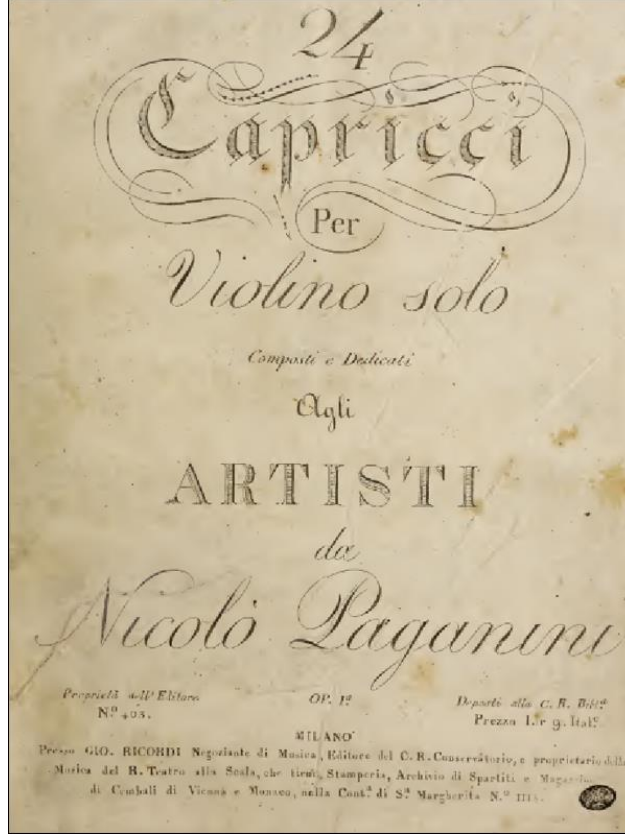 24
Capricci
Per
Violino solo
Composti e Dedicati
Agli
ARTISTI
da
Nicolò Paganini
Proprietà dell'Editore
OP. 1ª
Deposti alla C. R. Bibl.ª
N.º 403.
Prezzo L.r 9. Ital.e
MILANO
Presso GIO. RICORDI Negoziante di Musica, Editore del C. R. Conservatorio, e proprietario della
Musica del R. Teatro alla Scala, che tiene Stamperia, Archivio di Spartiti e
di Cembali di Vienna e Monaco, nella Cont.ª di S.ª Margherita N.º